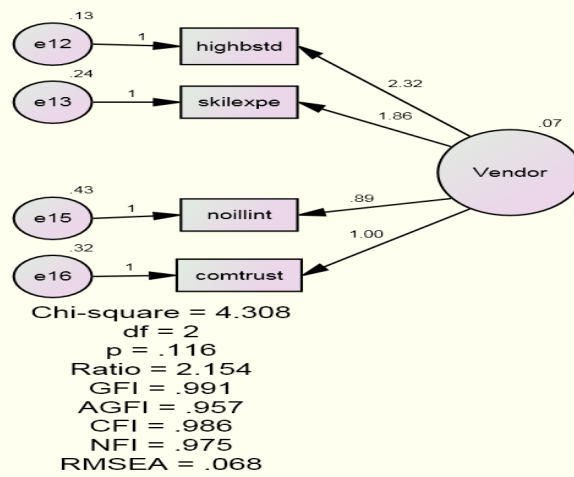 .13
e12
1
highbstd
2.32
.24
e13
1
skilexpe
1.86
.07
Vendor
.43
e15
1
noillint
.89
.32
e16
1
comtrust
1.00
Chi-square = 4.308
df = 2
p = .116
Ratio = 2.154
GFI = .991
AGFI = .957
CFI = .986
NFI = .975
RMSEA = .068